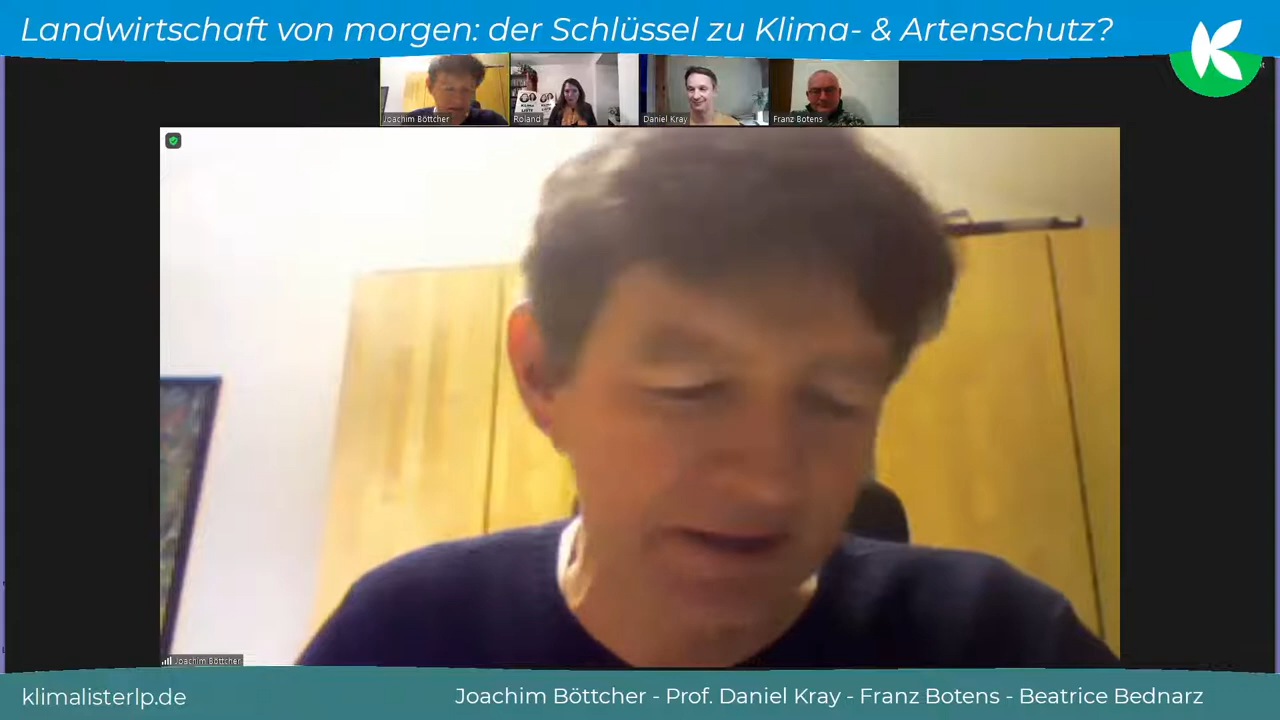 Landwirtschaft von morgen: der Schlüssel zu Klima- & Artenschutz?
Joachim Böttcher
Roland
Daniel Kray
Franz Botens
Joachim Böttcher
klimalisterlp.de
Joachim Böttcher - Prof. Daniel Kray - Franz Botens - Beatrice Bednarz